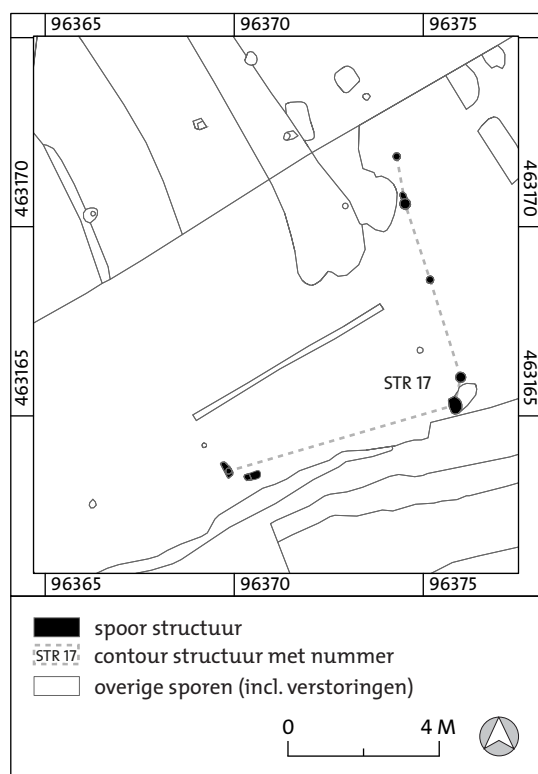 96365 96370 96375
463170 463170
463165 463165
STR 17
96365 96370 96375
spoor structuur
STR 17 contour structuur met nummer
overige sporen (incl. verstoringen)
0 4 M